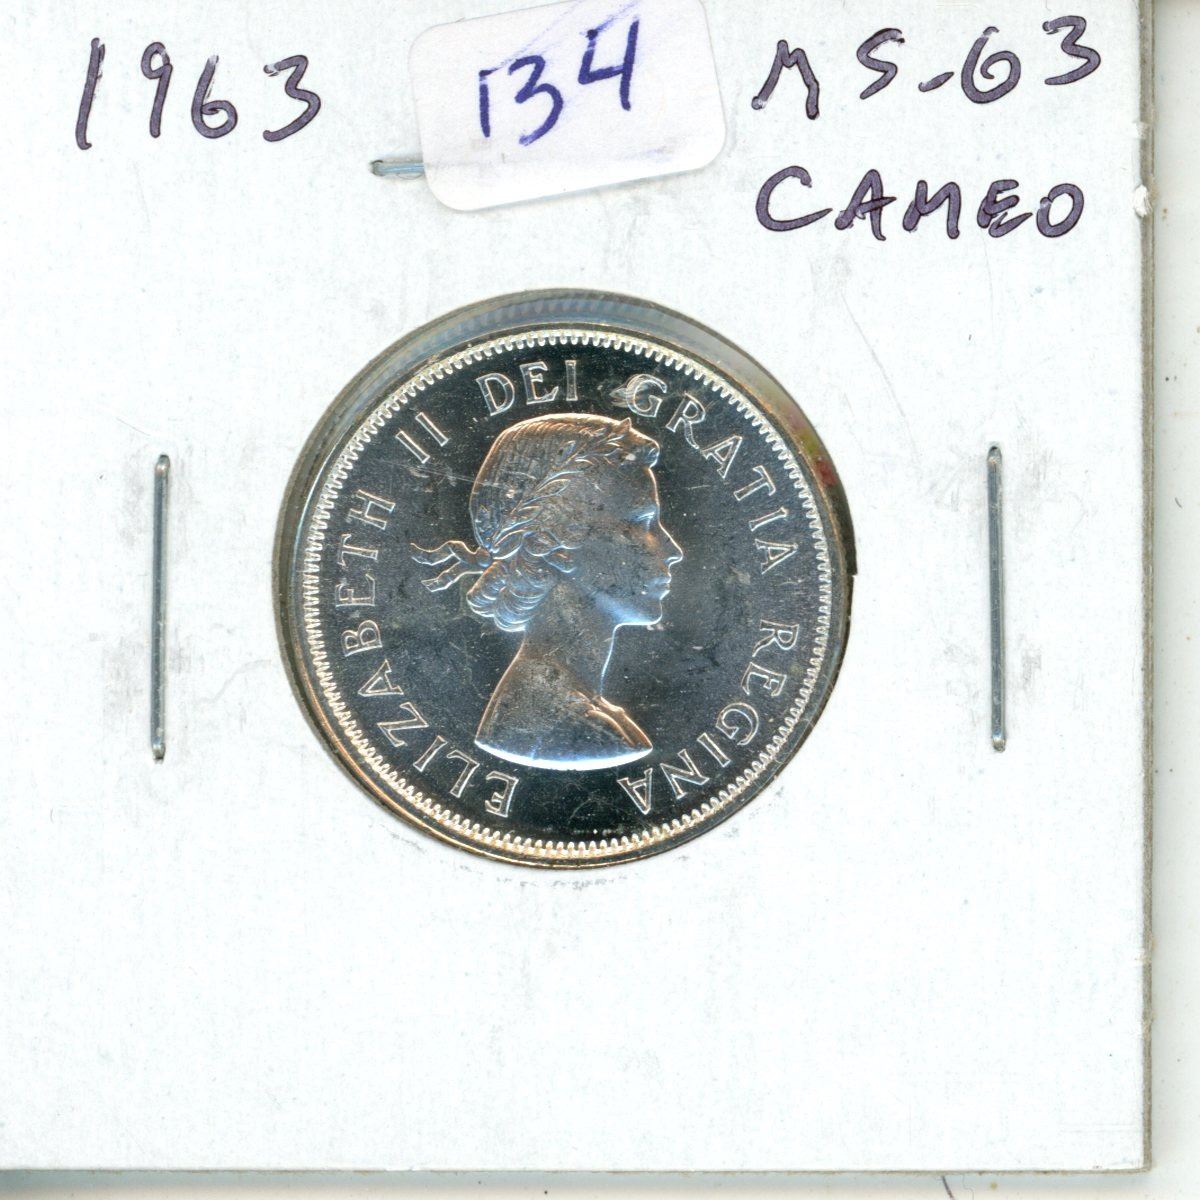 1963
134
MS-63
CAMEO
ELIZABETH II DEI GRATIA REGINA